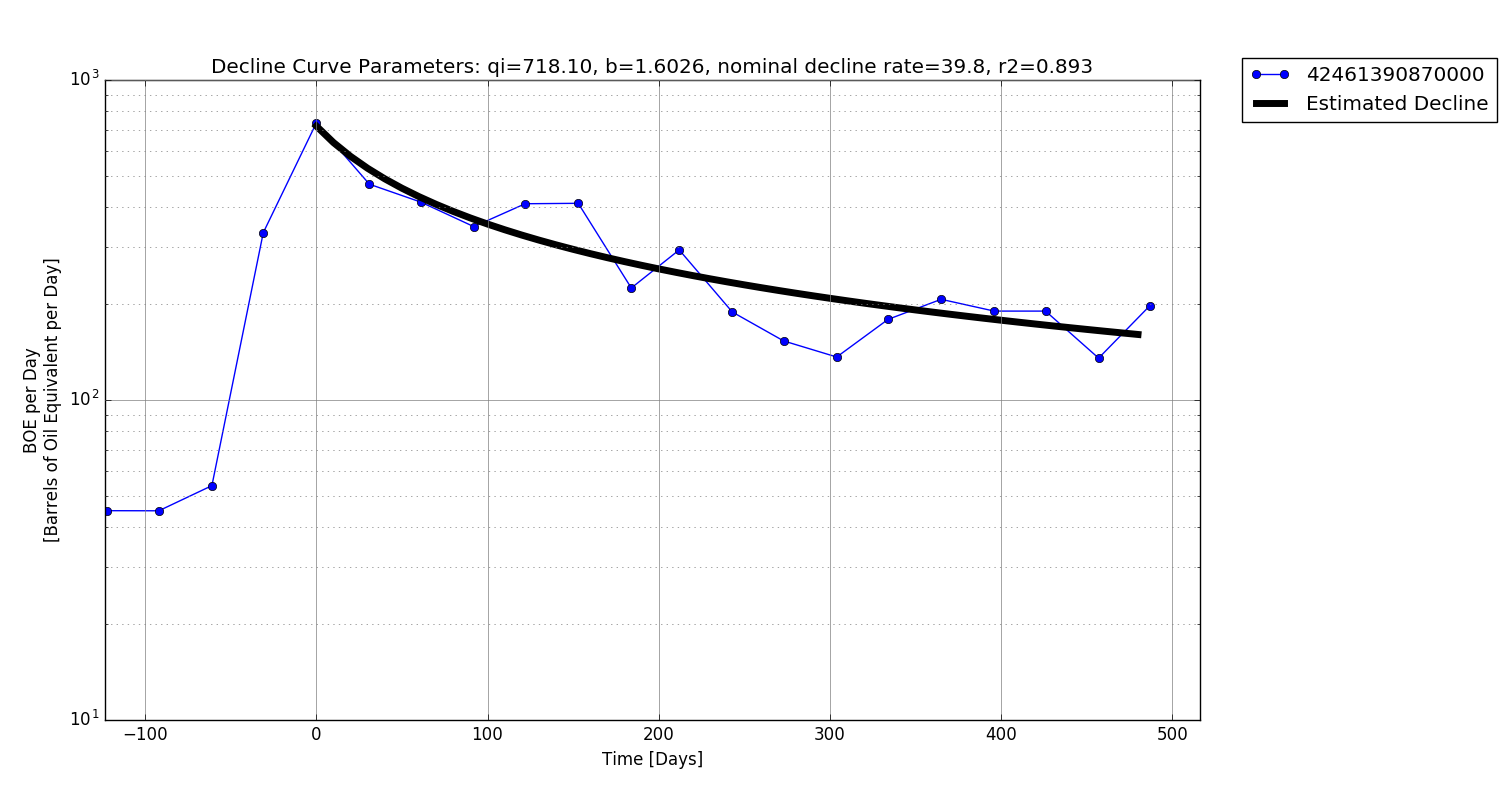 Decline Curve Parameters: qi=718.10, b=1.6026, nominal decline rate=39.8, r2=0.893
42461390870000
Estimated Decline
10³
10²
10¹
BOE per Day
[Barrels of Oil Equivalent per Day]
−100 0 100 200 300 400 500
Time [Days]